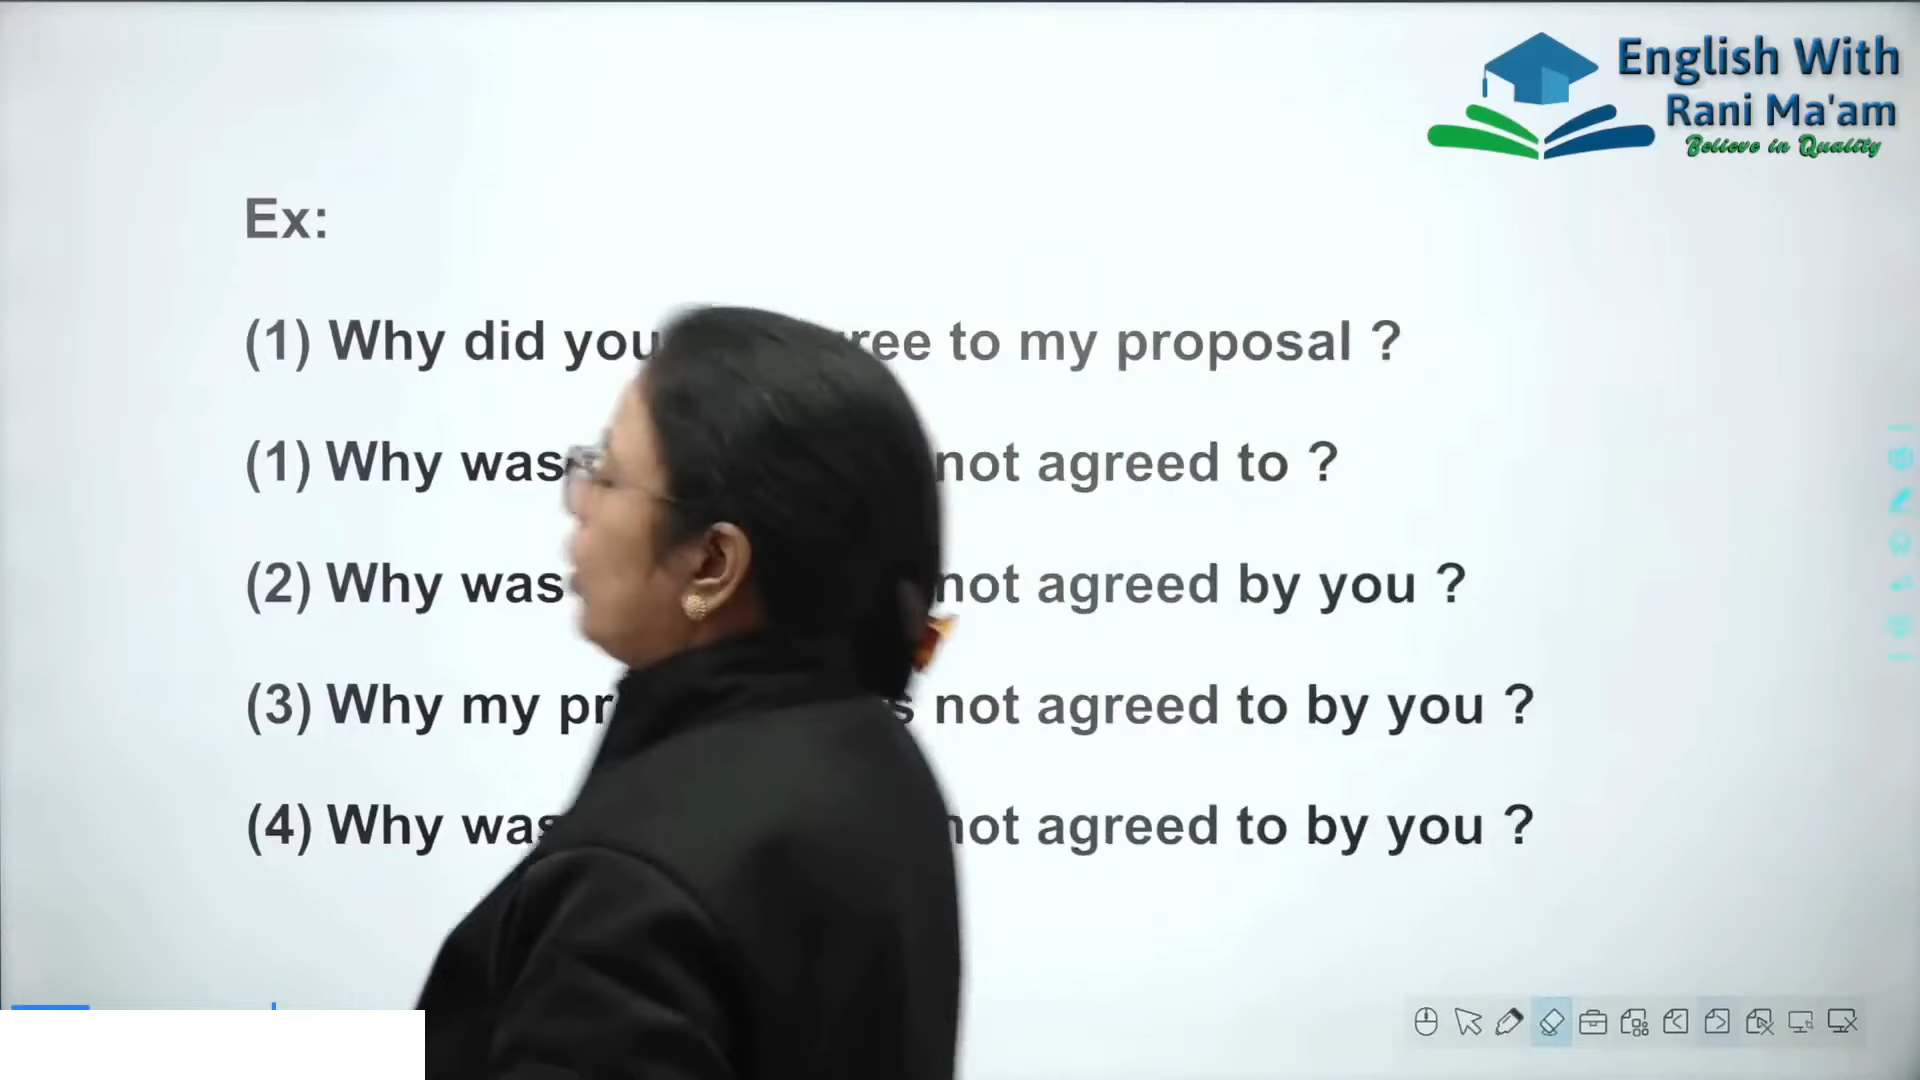 English With
Rani Ma'am
Believe in Quality
Ex:
(1) Why did you to my proposal ?
(1) Why was not agreed to ?
(2) Why was not agreed by you ?
(3) Why my not agreed to by you ?
(4) Why was not agreed to by you ?